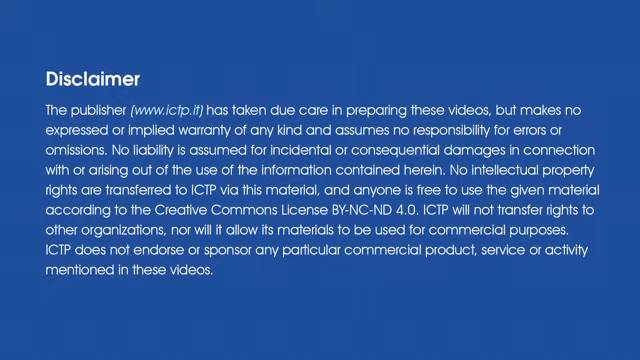 Disclaimer
The publisher (www.ictp.it) has taken due care in preparing these videos, but makes no
expressed or implied warranty of any kind and assumes no responsibility for errors or
omissions. No liability is assumed for incidental or consequential damages in connection
with or arising out of the use of the information contained herein. No intellectual property
rights are transferred to ICTP via this material, and anyone is free to use the given material
according to the Creative Commons License BY-NC-ND 4.0. ICTP will not transfer rights to
other organizations, nor will it allow its materials to be used for commercial purposes.
ICTP does not endorse or sponsor any particular commercial product, service or activity
mentioned in these videos.